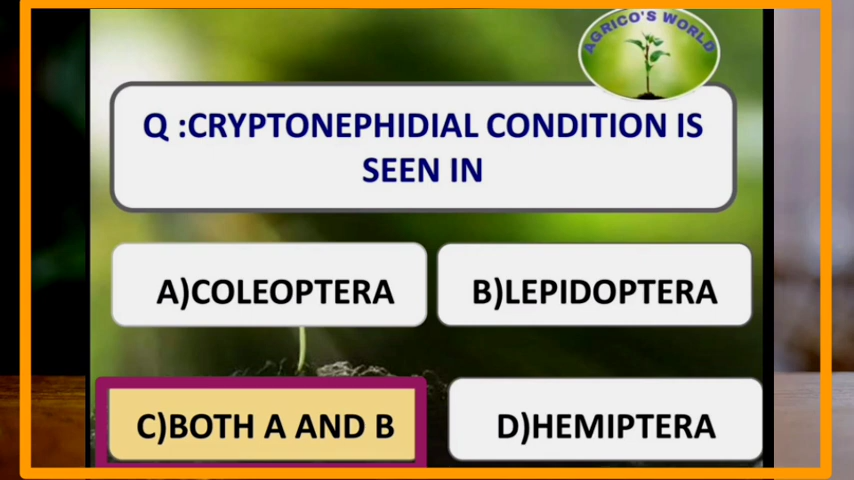 AGRICO'S WORLD
Q :CRYPTONEPHIDIAL CONDITION IS
SEEN IN
A)COLEOPTERA
B)LEPIDOPTERA
C)BOTH A AND B
D)HEMIPTERA